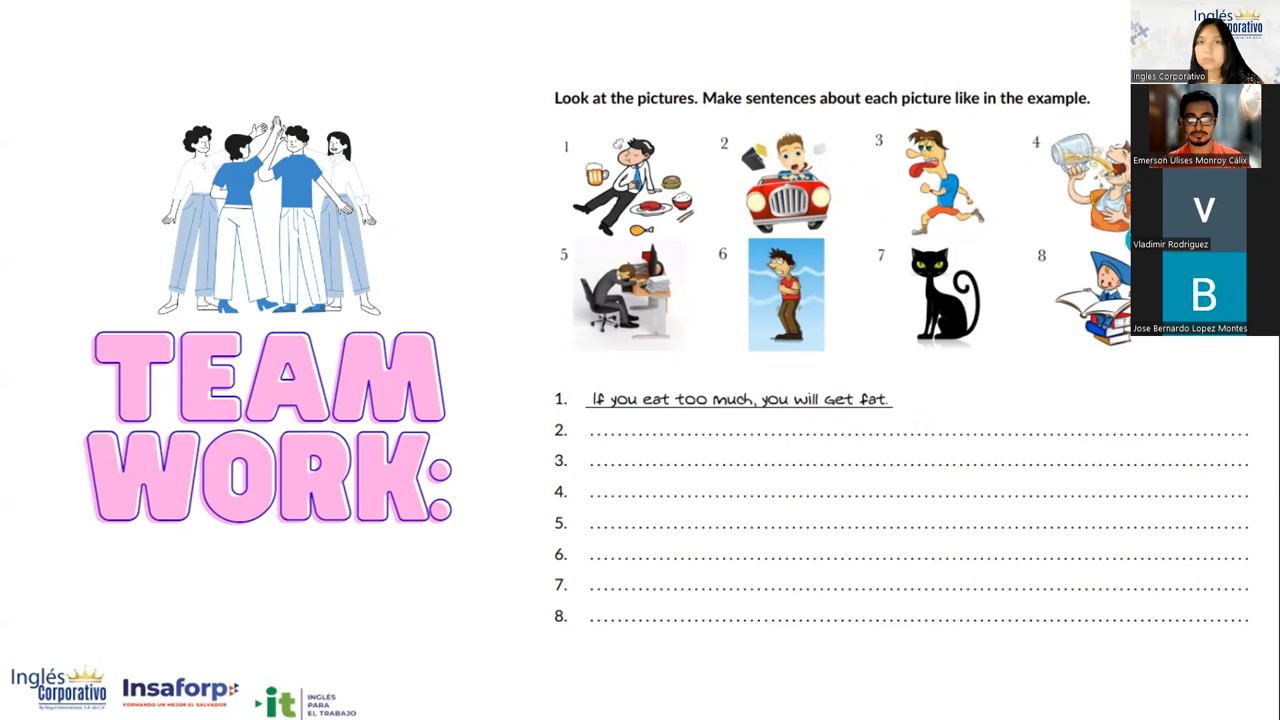 Look at the pictures. Make sentences about each picture like in the example.
1
2
3
4
5
6
7
8
TEAM
WORK:
1. If you eat too much, you will get fat.
2. ........................................................................
3. ........................................................................
4. ........................................................................
5. ........................................................................
6. ........................................................................
7. ........................................................................
8. ........................................................................
Inglés
Corporativo
Insaforp
FORMANDO UN MEJOR EL SALVADOR
it
INGLÉS
PARA
EL TRABAJO
Inglés
Ingles Corporativo
Emerson Ulises Monroy Cálix
V
Vladimir Rodriguez
B
Jose Bernardo Lopez Montes